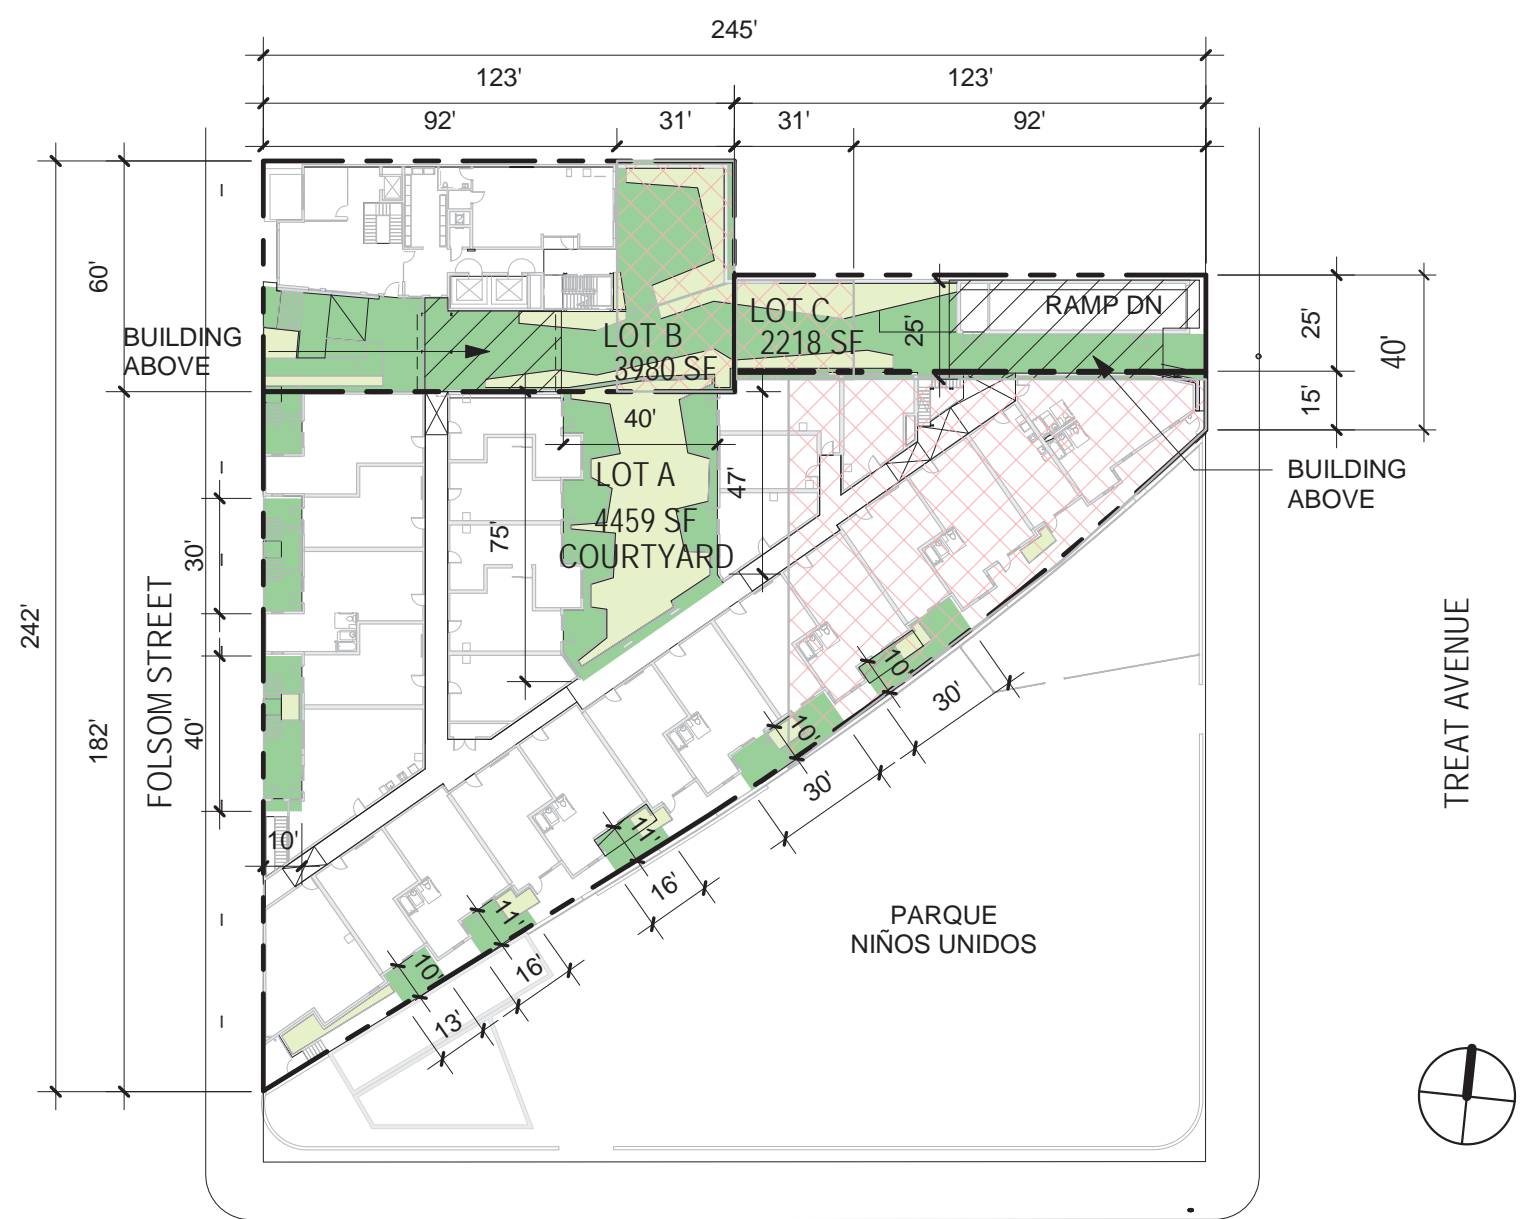 245'
123'
123'
92'
31'
31'
92'
60'
242'
182'
BUILDING
ABOVE
LOT B
3980 SF
LOT C
2218 SF
25'
RAMP DN
25'
15'
40'
BUILDING
ABOVE
40'
47'
75'
LOT A
4459 SF
COURTYARD
30'
40'
FOLSOM STREET
TREAT AVENUE
10'
10'
30'
10'
30'
11'
16'
11'
16'
10'
13'
PARQUE
NIÑOS UNIDOS